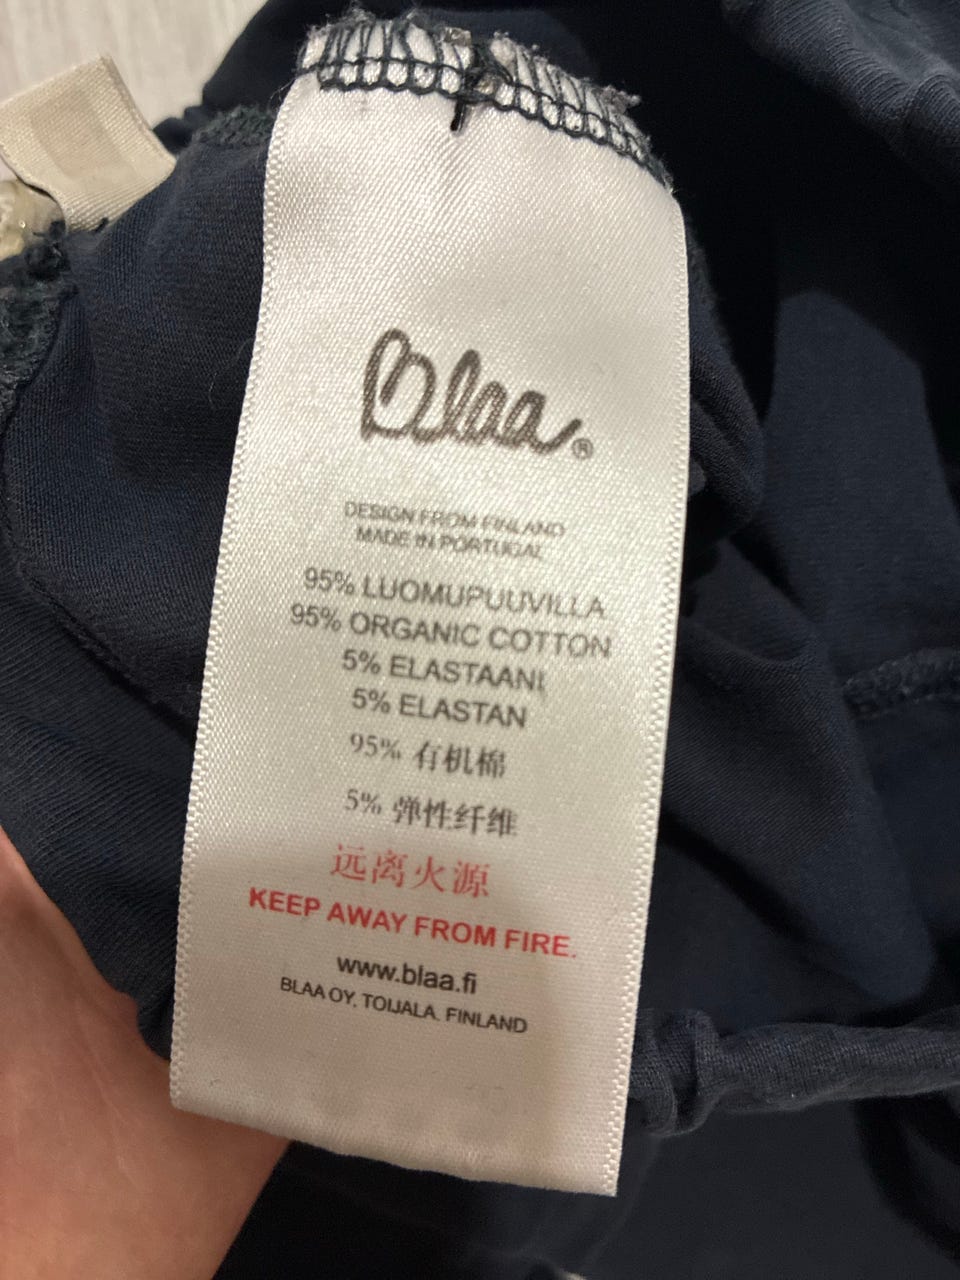 Blaa®
DESIGN FROM FINLAND
MADE IN PORTUGAL
95% LUOMUPUUVILLA
95% ORGANIC COTTON
5% ELASTAANI
5% ELASTAN
95% 有机棉
5% 弹性纤维
远离火源
KEEP AWAY FROM FIRE.
www.blaa.fi
BLAA OY, TOIJALA, FINLAND